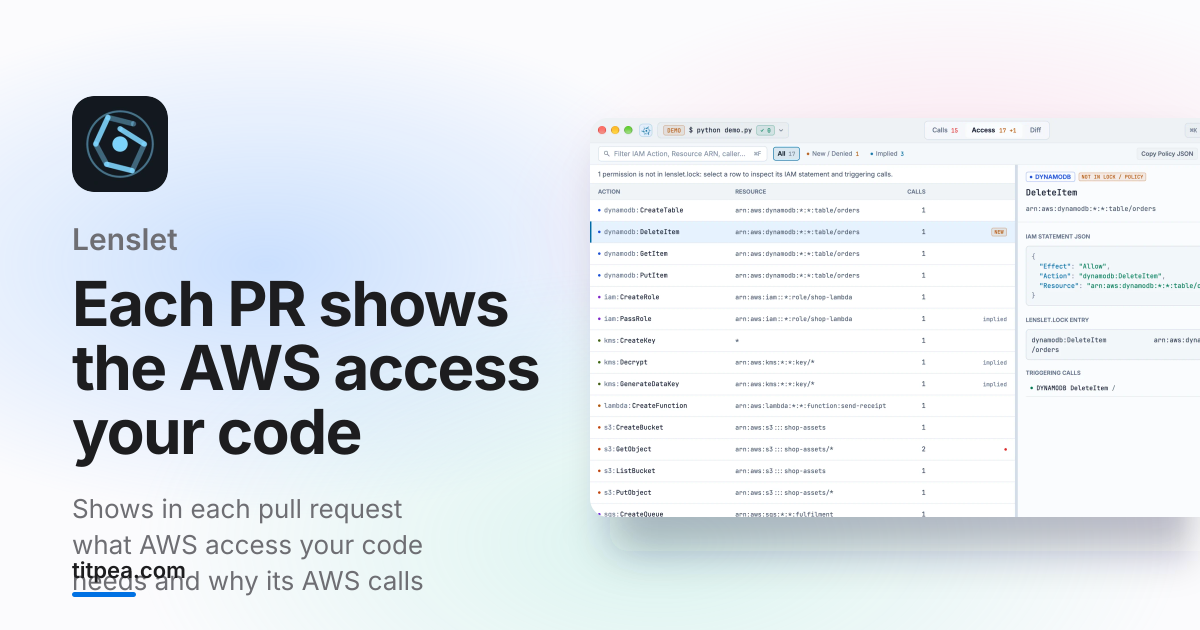 Lenslet
Each PR shows
the AWS access
your code
Shows in each pull request
what AWS access your code
needs and why its AWS calls
titpea.com
DEMO $ python demo.py ✓ 0
Calls 15 Access 17 +1 Diff
⌘K
Filter IAM Action, Resource ARN, caller... ⌘F
All 17
New / Denied 1
Implied 3
Copy Policy JSON
1 permission is not in lenslet.lock: select a row to inspect its IAM statement and triggering calls.
ACTION RESOURCE CALLS
dynamodb:CreateTable arn:aws:dynamodb:*:*:table/orders 1
dynamodb:DeleteItem arn:aws:dynamodb:*:*:table/orders 1 NEW
dynamodb:GetItem arn:aws:dynamodb:*:*:table/orders 1
dynamodb:PutItem arn:aws:dynamodb:*:*:table/orders 1
iam:CreateRole arn:aws:iam::*:role/shop-lambda 1
iam:PassRole arn:aws:iam::*:role/shop-lambda 1 implied
kms:CreateKey * 1
kms:Decrypt arn:aws:kms:*:*:key/* 1 implied
kms:GenerateDataKey arn:aws:kms:*:*:key/* 1 implied
lambda:CreateFunction arn:aws:lambda:*:*:function:send-receipt 1
s3:CreateBucket arn:aws:s3:::shop-assets 1
s3:GetObject arn:aws:s3:::shop-assets/* 2
s3:ListBucket arn:aws:s3:::shop-assets 1
s3:PutObject arn:aws:s3:::shop-assets/* 1
sqs:CreateQueue arn:aws:sqs:*:*:fulfilment 1
DYNAMODB NOT IN LOCK / POLICY
DeleteItem
arn:aws:dynamodb:*:*:table/orders
IAM STATEMENT JSON
{
"Effect": "Allow",
"Action": "dynamodb:DeleteItem",
"Resource": "arn:aws:dynamodb:*:*:table/o
}
LENSLET.LOCK ENTRY
dynamodb:DeleteItem arn:aws:dyna
/orders
TRIGGERING CALLS
DYNAMODB DeleteItem /